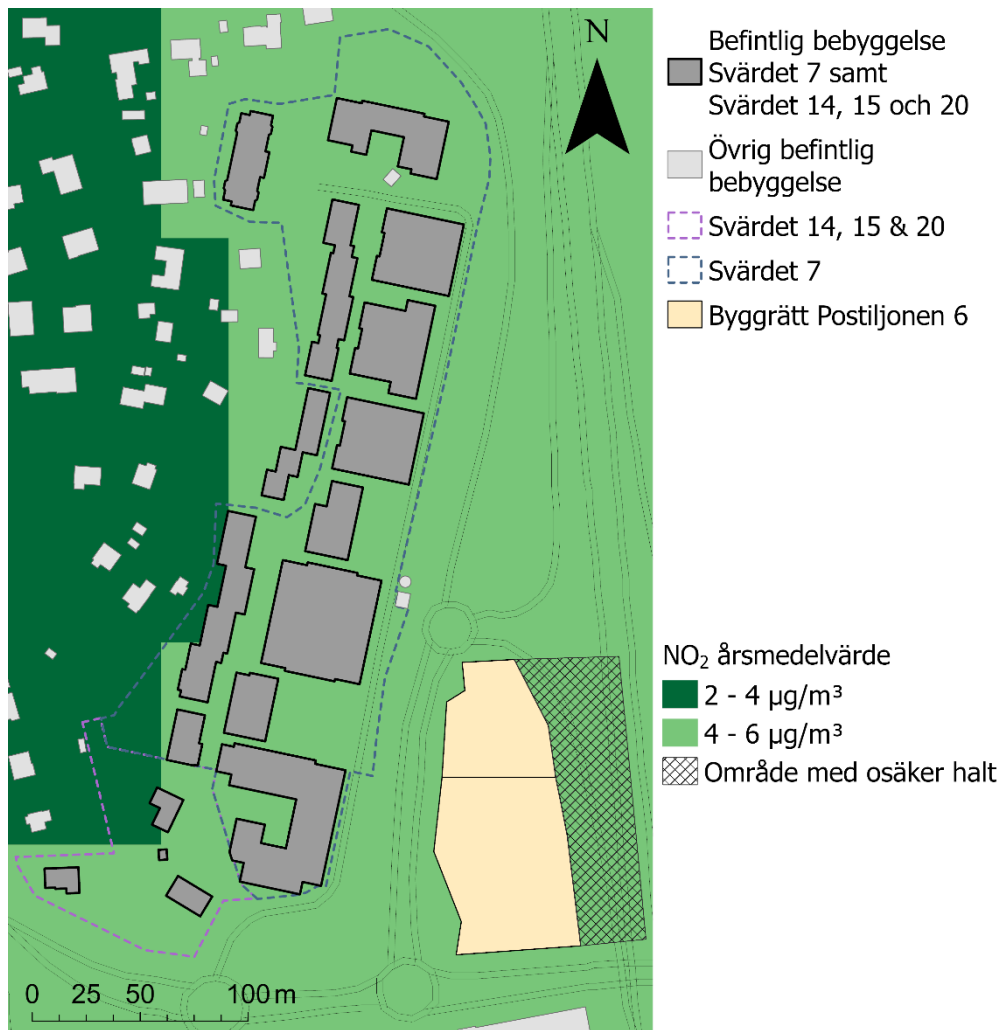 N
Befintlig bebyggelse
Svärdet 7 samt
Svärdet 14, 15 och 20
Övrig befintlig
bebyggelse
Svärdet 14, 15 & 20
Svärdet 7
Byggrätt Postiljonen 6
NO₂ årsmedelvärde
2 - 4 µg/m³
4 - 6 µg/m³
Område med osäker halt
0 25 50 100 m